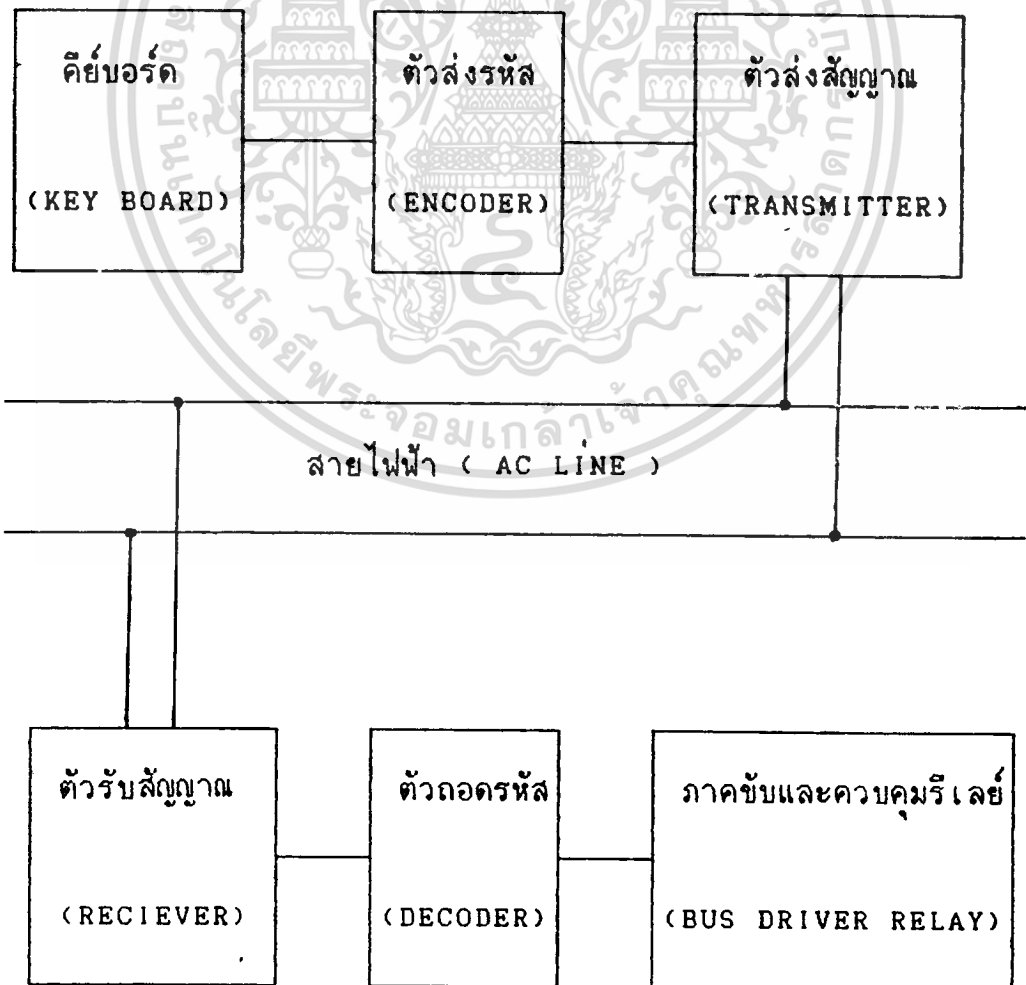 คีย์บอร์ด
(KEY BOARD)
ตัวส่งรหัส
(ENCODER)
ตัวส่งสัญญาณ
(TRANSMITTER)
สายไฟฟ้า ( AC LINE )
ตัวรับสัญญาณ
(RECIEVER)
ตัวถอดรหัส
(DECODER)
ภาคขับและควบคุมรีเลย์
(BUS DRIVER RELAY)